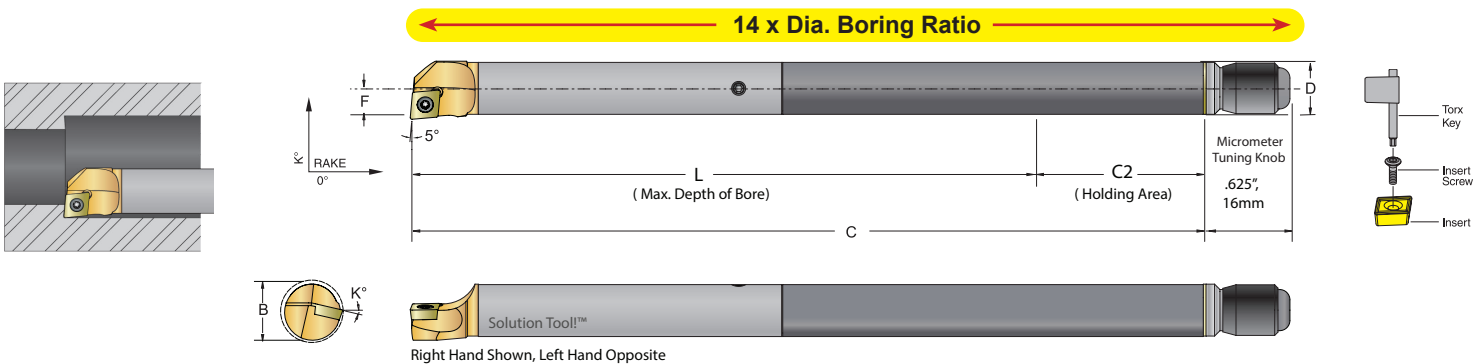 14 x Dia. Boring Ratio
F
D
5°
K°
RAKE
0°
L
( Max. Depth of Bore)
C2
( Holding Area)
Micrometer
Tuning Knob
.625”,
16mm
C
Torx
Key
Insert
Screw
Insert
B
K°
Solution Tool!™
Right Hand Shown, Left Hand Opposite